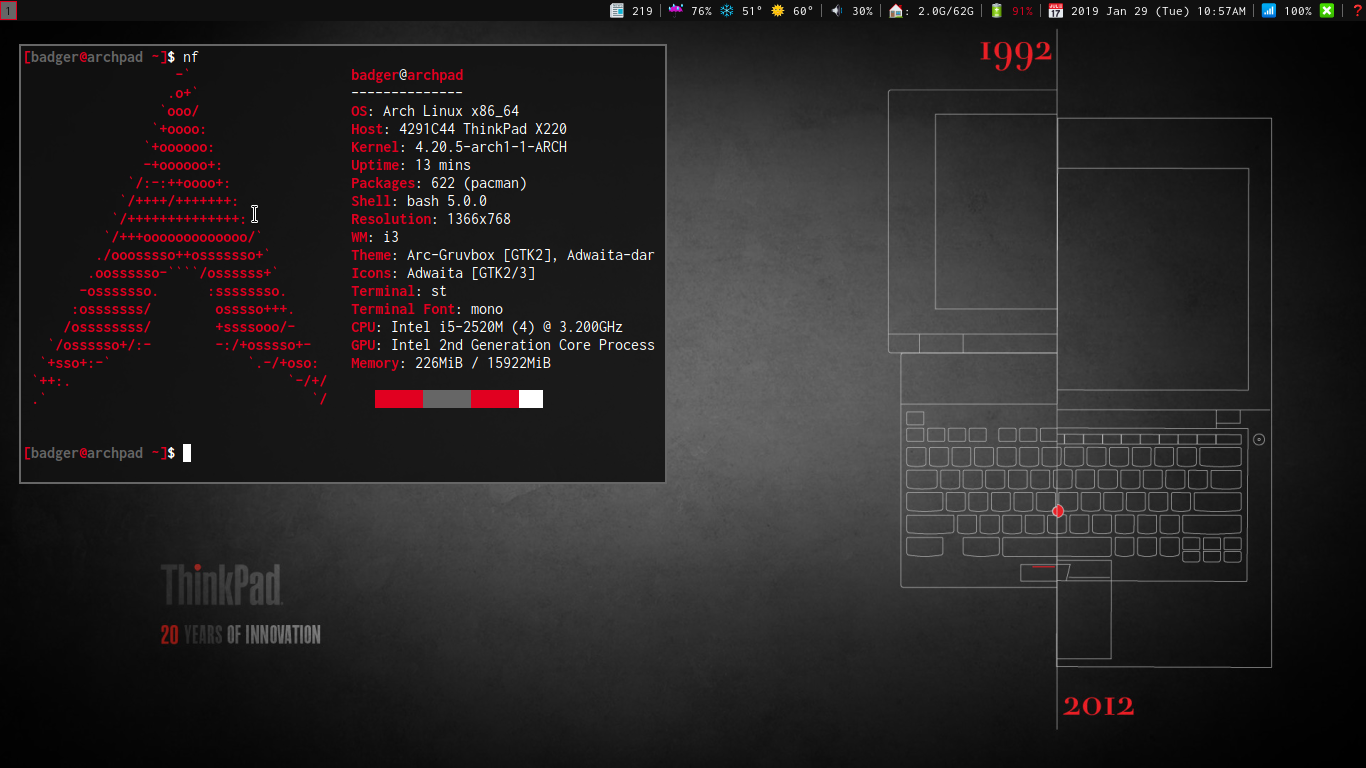 1 219 | 76% 51° 60° | 30% | : 2.0G/62G | 91% | 2019 Jan 29 (Tue) 10:57AM | 100% | ?
[badger@archpad ~]$ nf
-`
.o+`
`ooo/
`+oooo:
`+oooooo:
-+oooooo+:
`/:-:++oooo+:
`/++++/+++++++:
`/++++++++++++++:
`/+++ooooooooooooo/`
./ooosssso++osssssso+`
.oossssso-````/ossssss+`
-osssssso. :ssssssso.
:osssssss/ osssso+++.
/ossssssss/ +ssssooo/-
`/ossssso+/:- -:/+osssso+-
`+sso+:-` `.-/+oso:
`++:. `-/+/
.` `/
badger@archpad
--------------
OS: Arch Linux x86_64
Host: 4291C44 ThinkPad X220
Kernel: 4.20.5-arch1-1-ARCH
Uptime: 13 mins
Packages: 622 (pacman)
Shell: bash 5.0.0
Resolution: 1366x768
WM: i3
Theme: Arc-Gruvbox [GTK2], Adwaita-dar
Icons: Adwaita [GTK2/3]
Terminal: st
Terminal Font: mono
CPU: Intel i5-2520M (4) @ 3.200GHz
GPU: Intel 2nd Generation Core Process
Memory: 226MiB / 15922MiB
[badger@archpad ~]$
1992
ThinkPad
20 YEARS OF INNOVATION
2012